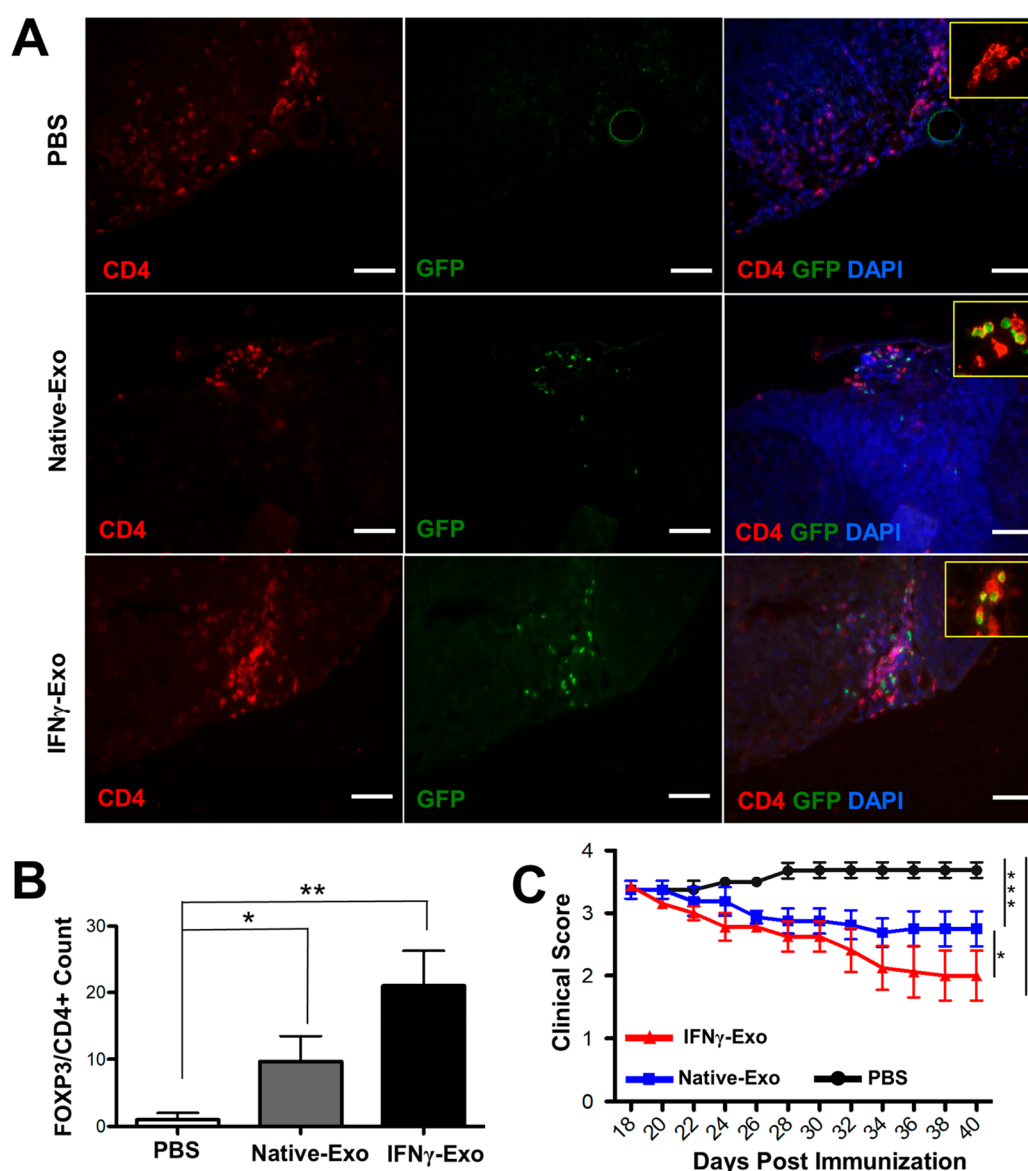 A
PBS
CD4
GFP
CD4 GFP DAPI
Native-Exo
CD4
GFP
CD4 GFP DAPI
IFNγ-Exo
CD4
GFP
CD4 GFP DAPI
B
FOXP3/CD4+ Count
30
20
10
0
*
**
PBS
Native-Exo
IFNγ-Exo
C
Clinical Score
4
3
2
1
0
***
*
IFNγ-Exo
Native-Exo
PBS
18
20
22
24
26
28
30
32
34
36
38
40
Days Post Immunization